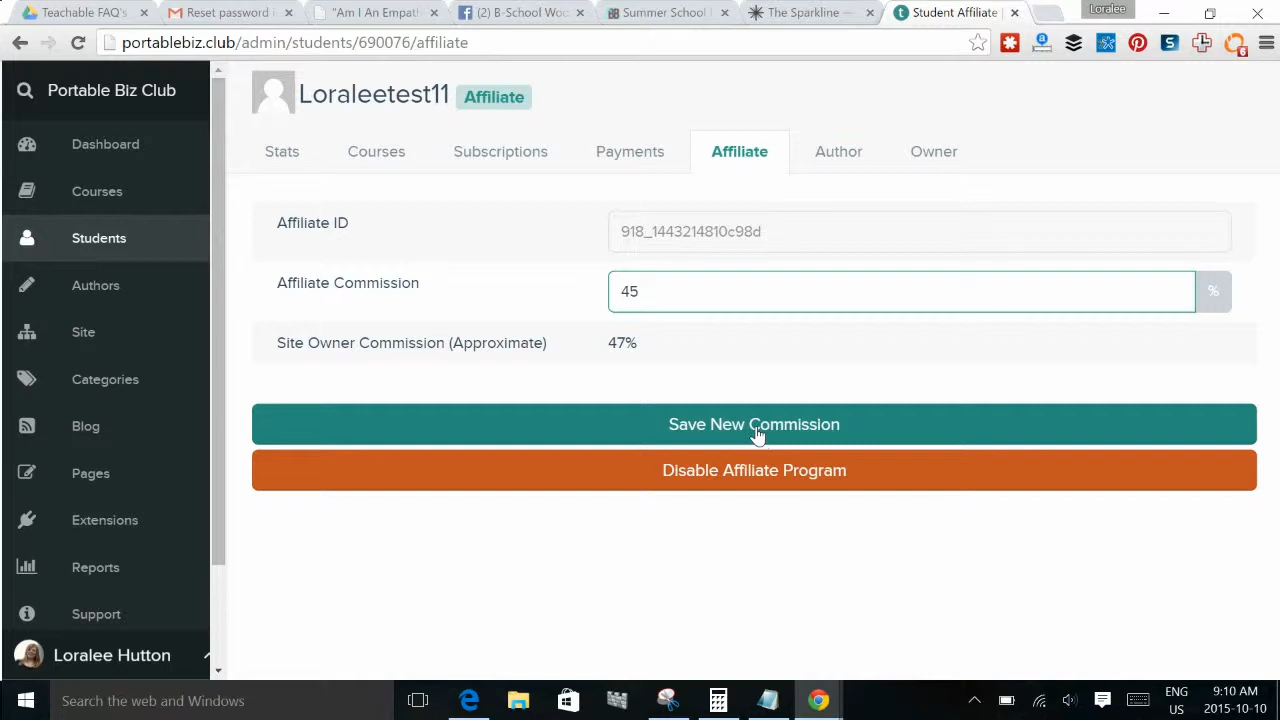 Teachable FAQ's
Reset password i
"Am I An Empat
(2) B-School Wo
Summer School
The Sparkline —
Student Affiliate
Loralee
portablebiz.club/admin/students/690076/affiliate
6
Portable Biz Club
Dashboard
Courses
Students
Authors
Site
Categories
Blog
Pages
Extensions
Reports
Support
Loralee Hutton
Loraleetest11 Affiliate
Stats Courses Subscriptions Payments Affiliate Author Owner
Affiliate ID 918_1443214810c98d
Affiliate Commission 45 %
Site Owner Commission (Approximate) 47%
Save New Commission
Disable Affiliate Program
Search the web and Windows
ENG
US
9:10 AM
2015-10-10